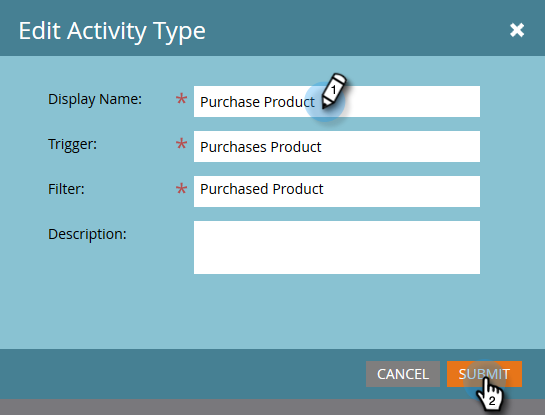 Edit Activity Type
Display Name: * Purchase Product 1
Trigger: * Purchases Product
Filter: * Purchased Product
Description:
CANCEL SUBMIT
2